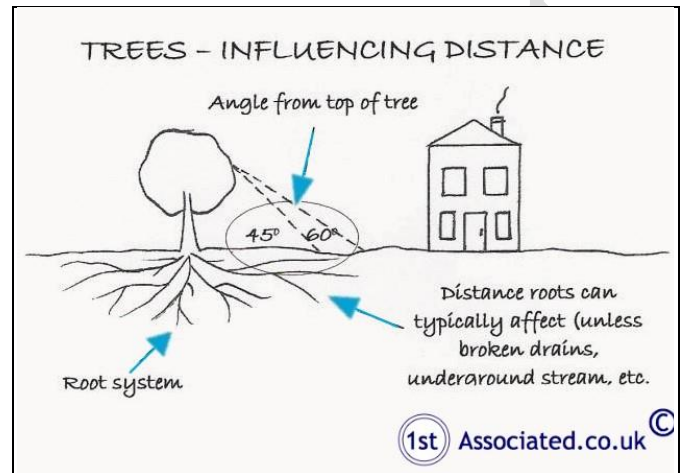 TREES – INFLUENCING DISTANCE
Angle from top of tree
45° 60°
Distance roots can
typically affect (unless
broken drains,
underground stream, etc.
Root system
1st Associated.co.uk ©